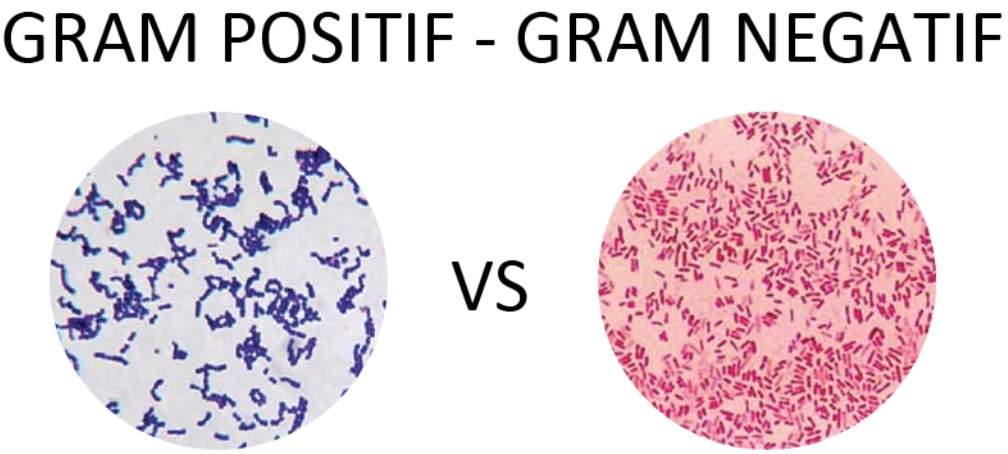 GRAM POSITIF - GRAM NEGATIF
VS